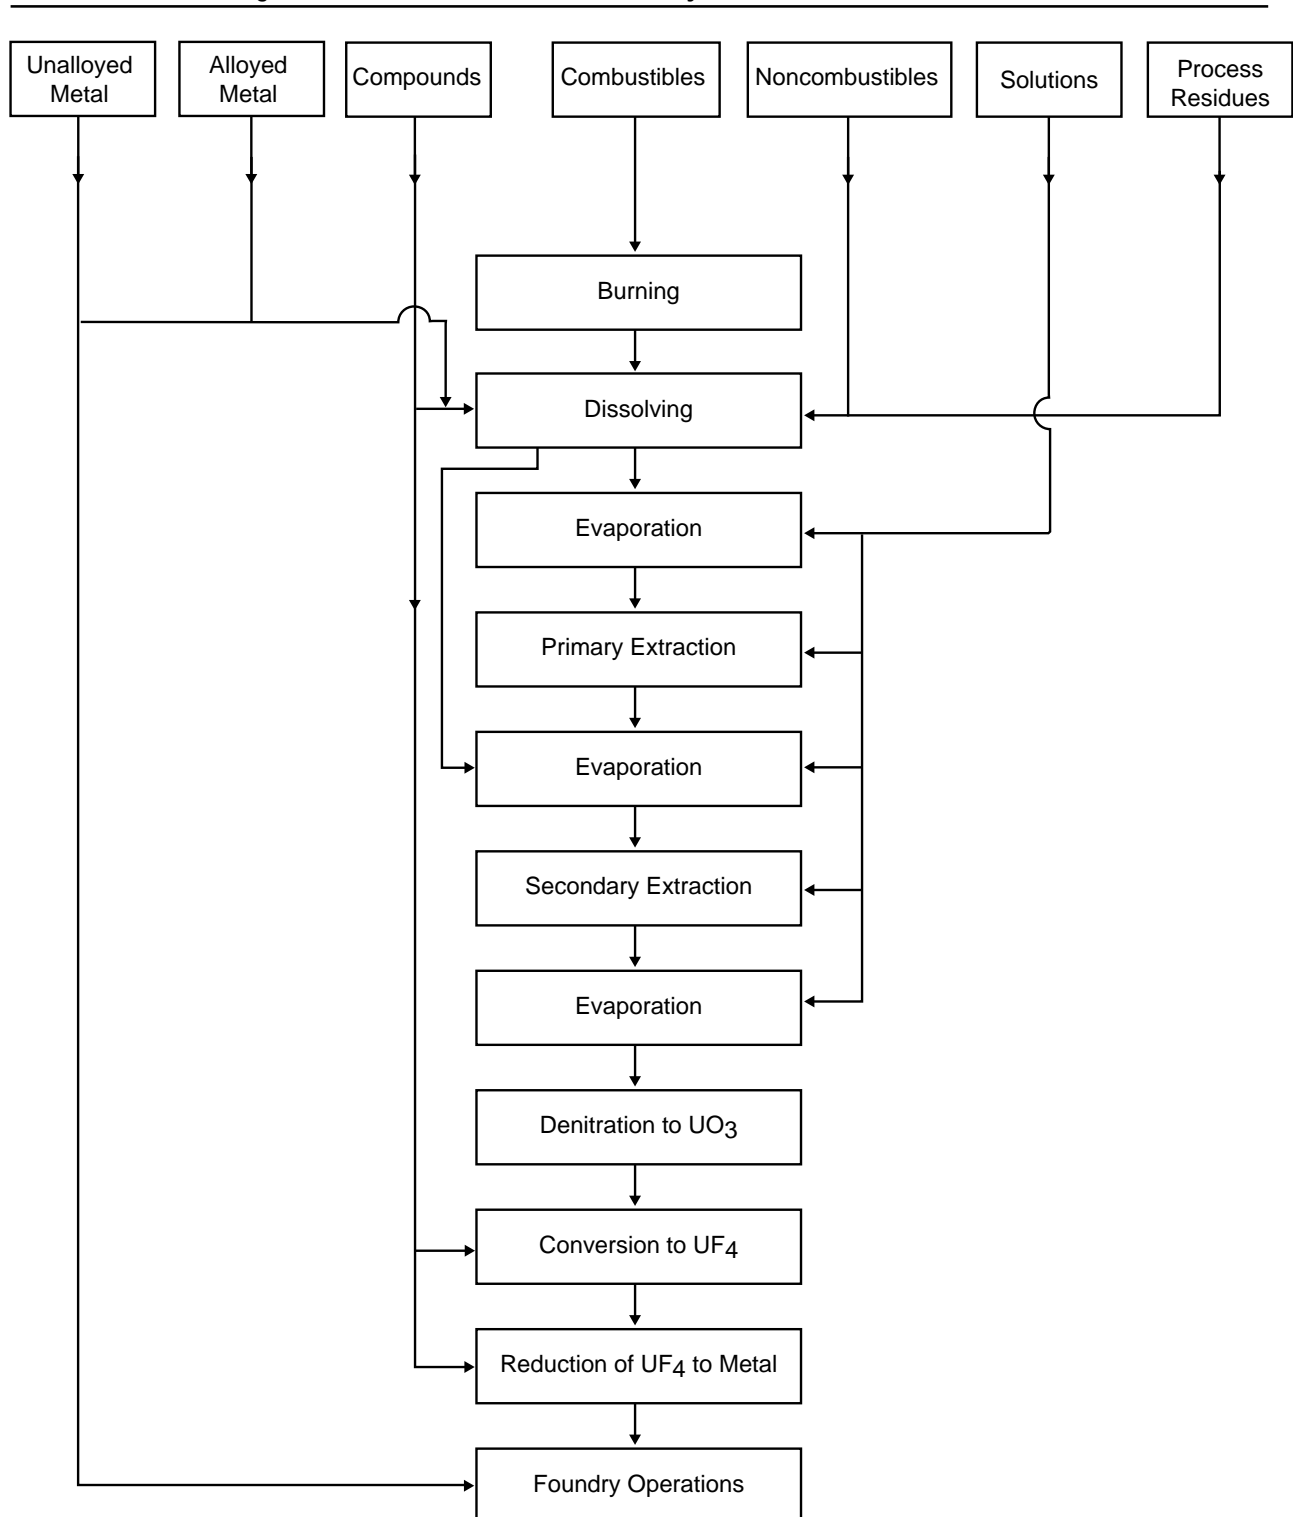 Unalloyed
Metal
Alloyed
Metal
Compounds
Combustibles
Noncombustibles
Solutions
Process
Residues
Burning
Dissolving
Evaporation
Primary Extraction
Evaporation
Secondary Extraction
Evaporation
Denitration to UO3
Conversion to UF4
Reduction of UF4 to Metal
Foundry Operations